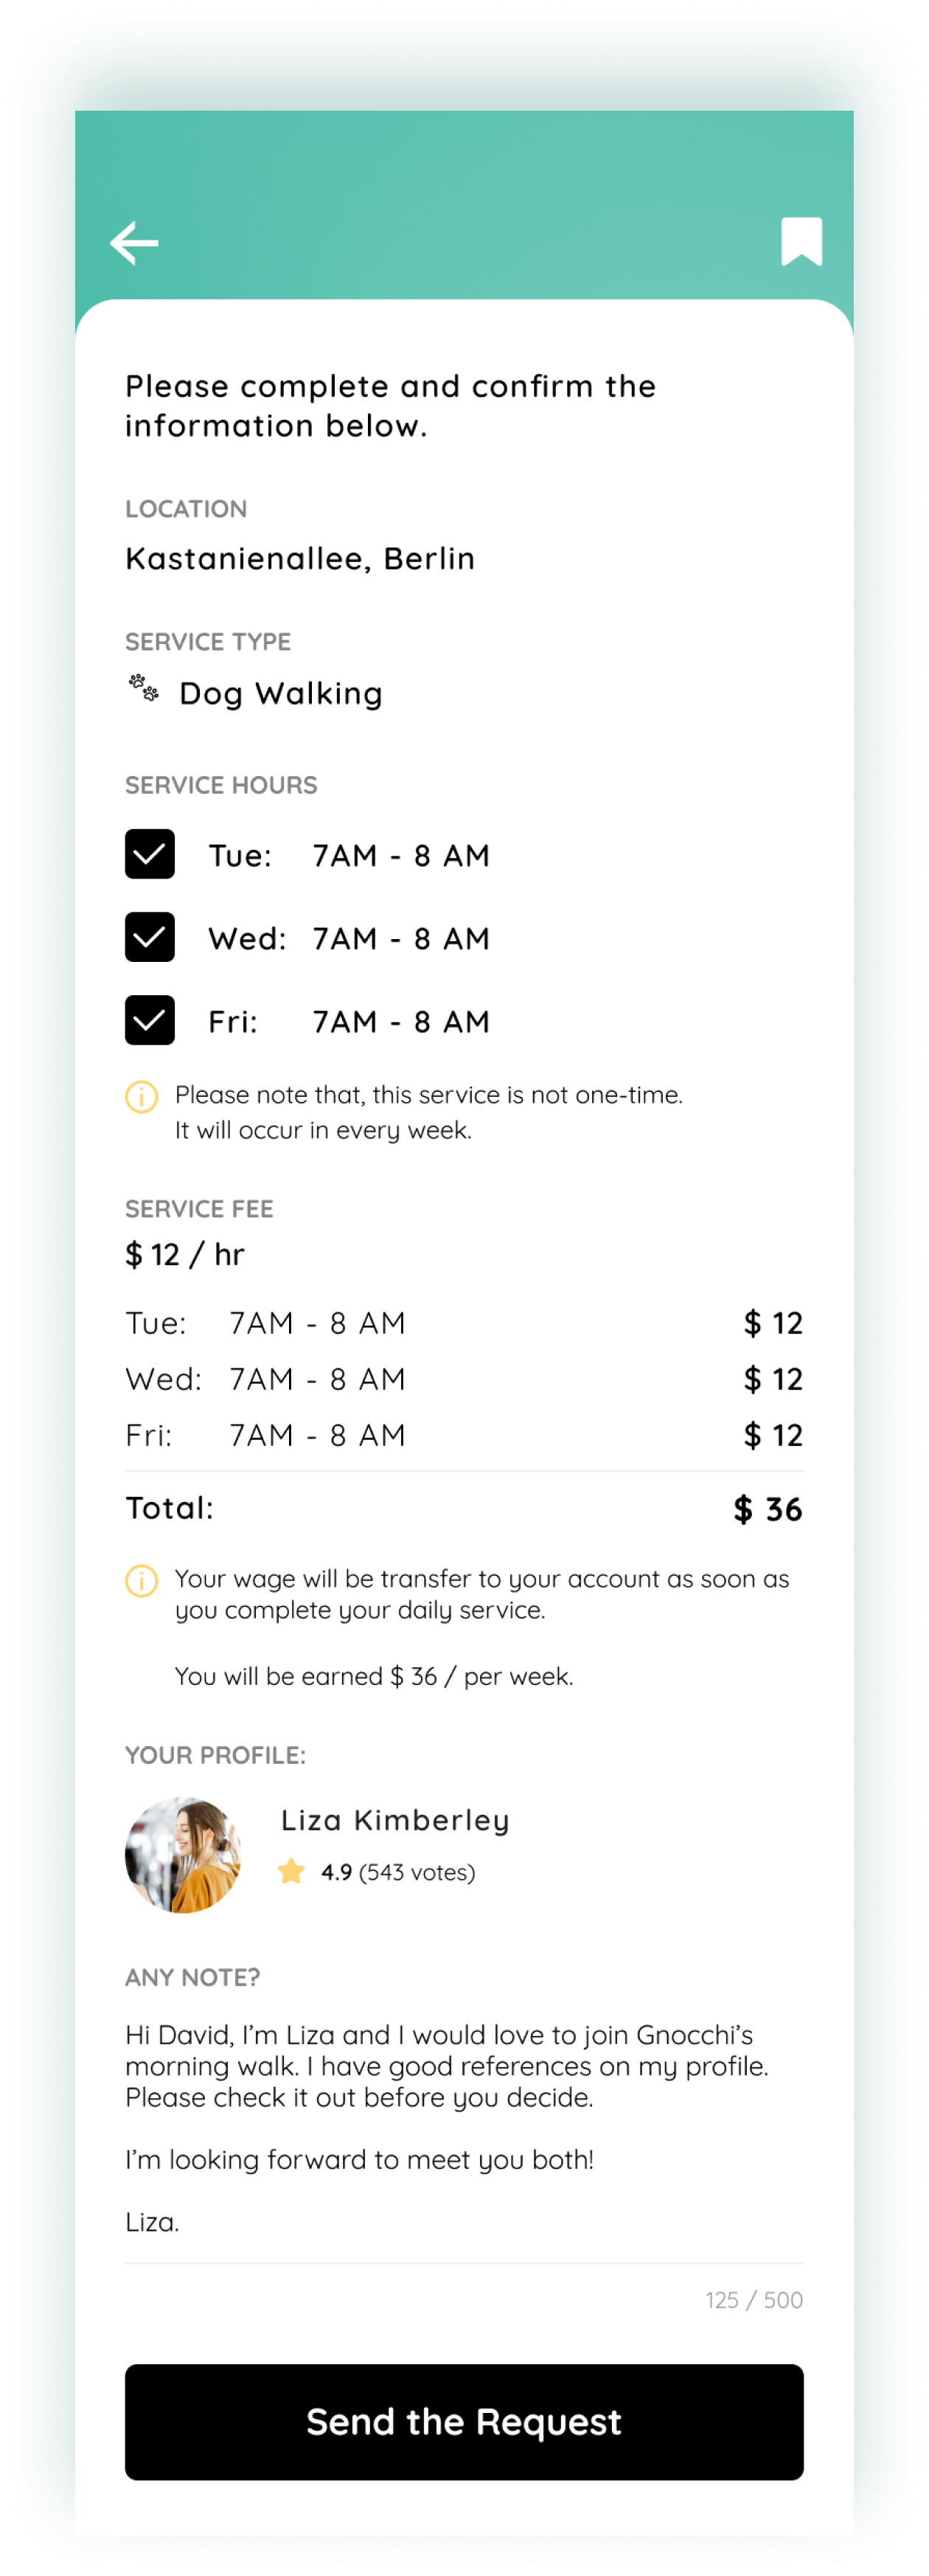 Please complete and confirm the
information below.
LOCATION
Kastanienallee, Berlin
SERVICE TYPE
Dog Walking
SERVICE HOURS
Tue: 7AM - 8 AM
Wed: 7AM - 8 AM
Fri: 7AM - 8 AM
Please note that, this service is not one-time.
It will occur in every week.
SERVICE FEE
$ 12 / hr
Tue: 7AM - 8 AM $ 12
Wed: 7AM - 8 AM $ 12
Fri: 7AM - 8 AM $ 12
Total: $ 36
Your wage will be transfer to your account as soon as
you complete your daily service.
You will be earned $ 36 / per week.
YOUR PROFILE:
Liza Kimberley
4.9 (543 votes)
ANY NOTE?
Hi David, I’m Liza and I would love to join Gnocchi’s
morning walk. I have good references on my profile.
Please check it out before you decide.
I’m looking forward to meet you both!
Liza.
125 / 500
Send the Request